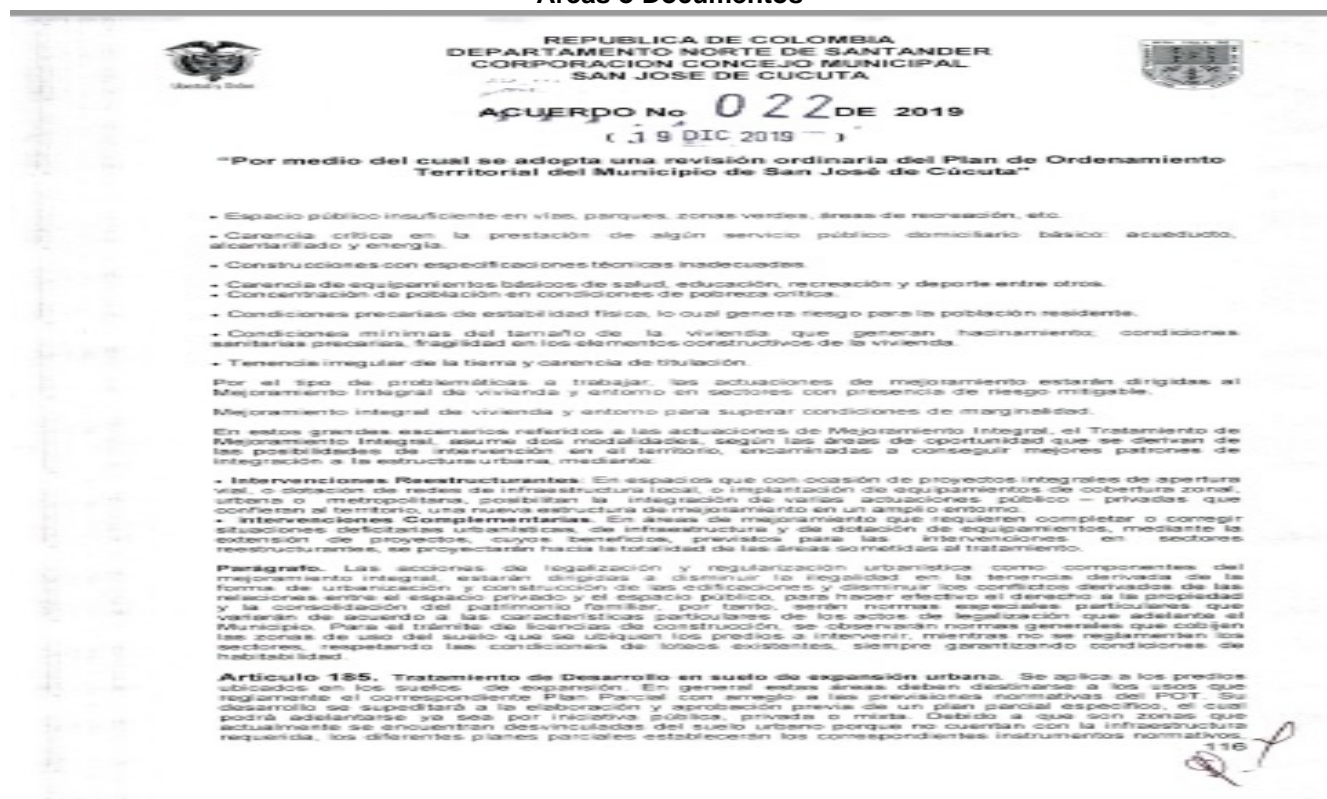 Áreas o Documentos
REPUBLICA DE COLOMBIA
DEPARTAMENTO NORTE DE SANTANDER
CORPORACION CONCEJO MUNICIPAL
SAN JOSE DE CUCUTA
Libertad y Orden
ACUERDO No 022 DE 2019
( 19 DIC 2019 )
"Por medio del cual se adopta una revisión ordinaria del Plan de Ordenamiento
Territorial del Municipio de San José de Cúcuta"
• Espacio público insuficiente en vías, parques, zonas verdes, áreas de recreación, etc.
• Carencia crítica en la prestación de algún servicio público domiciliario básico: acueducto,
alcantarillado y energía.
• Construcciones con especificaciones técnicas inadecuadas.
• Carencia de equipamientos básicos de salud, educación, recreación y deporte entre otros.
• Concentración de población en condiciones de pobreza crítica.
• Condiciones precarias de estabilidad física, lo cual genera riesgo para la población residente.
• Condiciones mínimas del tamaño de la vivienda que generan hacinamiento; condiciones
sanitarias precarias, fragilidad en los elementos constructivos de la vivienda.
• Tenencia irregular de la tierra y carencia de titulación.
Por el tipo de problemáticas a trabajar, las actuaciones de mejoramiento estarán dirigidas al
Mejoramiento Integral de vivienda y entorno en sectores con presencia de riesgo mitigable.
Mejoramiento integral de vivienda y entorno para superar condiciones de marginalidad.
En estos grandes escenarios referidos a las actuaciones de Mejoramiento Integral, el Tratamiento de
Mejoramiento Integral, asume dos modalidades, según las áreas de oportunidad que se derivan de
las posibilidades de intervención en el territorio, encaminadas a conseguir mejores patrones de
integración a la estructura urbana, mediante:
• Intervenciones Reestructurantes: En espacios que con ocasión de proyectos integrales de apertura
vial, o dotación de redes de infraestructura local, o implantación de equipamientos de cobertura zonal,
urbana o metropolitana, posibilitan la integración de varias actuaciones público – privadas que
confieran al territorio, una nueva estructura de mejoramiento en un amplio entorno.
• Intervenciones Complementarias. En áreas de mejoramiento que requieren completar o corregir
situaciones deficitarias urbanísticas, de infraestructura y de dotación de equipamientos, mediante la
extensión de proyectos, cuyos beneficios, previstos para las intervenciones en sectores
reestructurantes, se proyectarán hacia la totalidad de las áreas sometidas al tratamiento.
Parágrafo. Las acciones de legalización y regularización urbanística como componentes del
mejoramiento integral, estarán dirigidas a disminuir la ilegalidad en la tenencia derivada de la
forma de urbanización y construcción de las edificaciones y disminuir los conflictos derivados de las
relaciones entre el espacio privado y el espacio público, para hacer efectivo el derecho a la propiedad
y la consolidación del patrimonio familiar, por tanto, serán normas especiales particulares que
variarán de acuerdo a las características particulares de los actos de legalización que adelante el
Municipio. Para el trámite de licencias de construcción, se observarán normas generales que cobijen
las zonas de uso del suelo que se ubiquen los predios a intervenir, mientras no se reglamenten los
sectores, respetando las condiciones de loteos existentes, siempre garantizando condiciones de
habitabilidad.
Artículo 185. Tratamiento de Desarrollo en suelo de expansión urbana. Se aplica a los predios
ubicados en los suelos de expansión. En general estas áreas deben destinarse a los usos que
reglamente el correspondiente Plan Parcial con arreglo a las previsiones normativas del POT. Su
desarrollo se supeditará a la elaboración y aprobación previa de un plan parcial específico, el cual
podrá adelantarse ya sea por iniciativa pública, privada o mixta. Debido a que son zonas que
actualmente se encuentran desvinculadas del suelo urbano porque no cuentan con la infraestructura
requerida, los diferentes planes parciales establecerán los correspondientes instrumentos normativos,
116